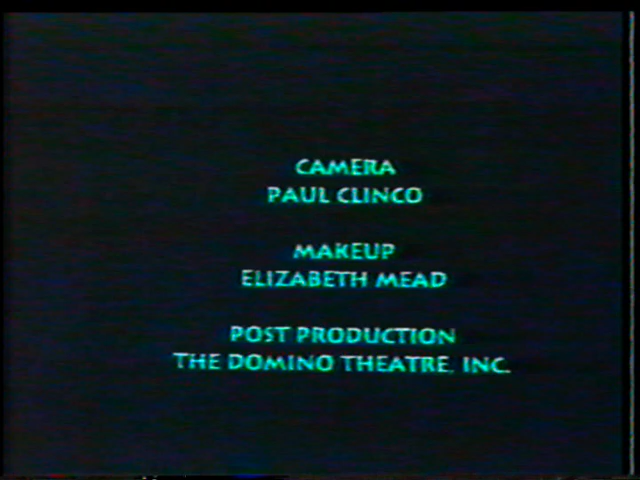 CAMERA
PAUL CLINCO
MAKEUP
ELIZABETH MEAD
POST PRODUCTION
THE DOMINO THEATRE, INC.